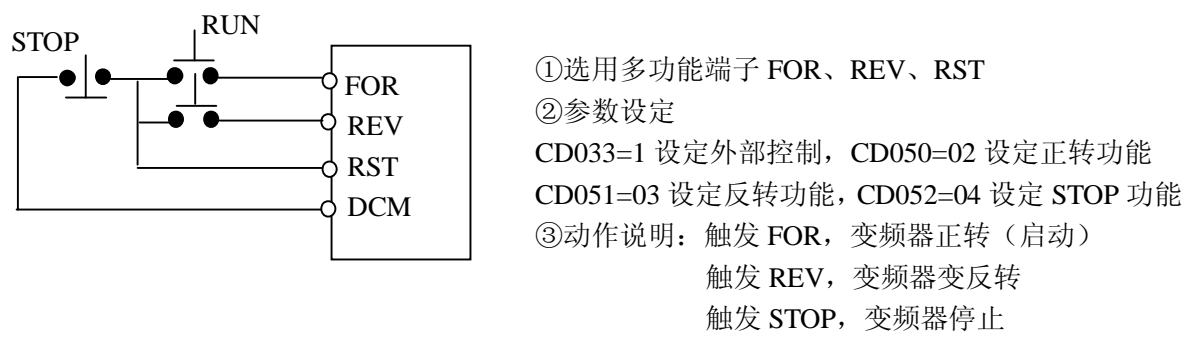 STOP
RUN
FOR
REV
RST
DCM
①选用多功能端子 FOR、REV、RST
②参数设定
CD033=1 设定外部控制，CD050=02 设定正转功能
CD051=03 设定反转功能，CD052=04 设定 STOP 功能
③动作说明：触发 FOR，变频器正转（启动）
触发 REV，变频器变反转
触发 STOP，变频器停止